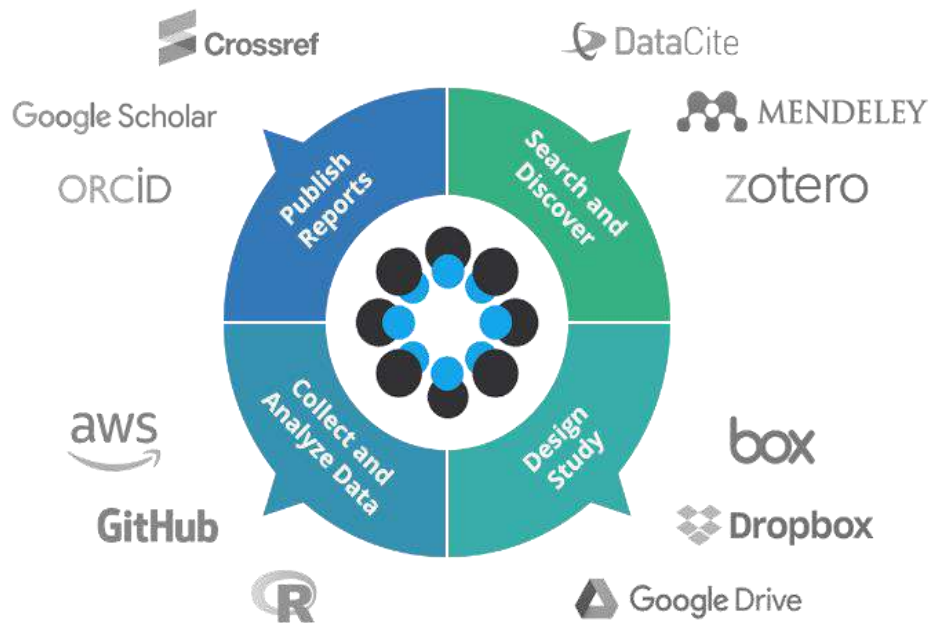 Crossref
DataCite
Google Scholar
MENDELEY
ORCID
zotero
Publish
Reports
Search and
Discover
Collect and
Analyze Data
Design
Study
aws
box
GitHub
Dropbox
R
Google Drive